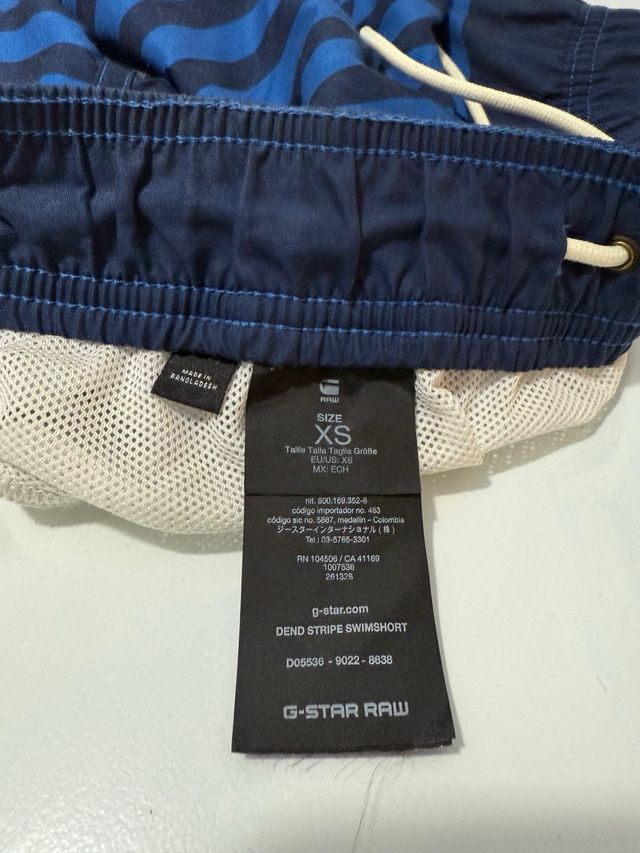 MADE IN
BANGLADESH
RAW
SIZE
XS
Taille Talla Taglia Größe
EU/US: XS
MX: ECH
nit. 800.169.352-6
código importador no. 483
código sic no. 5887, medellin - Colombia
ジースターインターナショナル(株)
Tel : 03-5765-3301
RN 104506 / CA 41169
1007536
261328
g-star.com
DEND STRIPE SWIMSHORT
D05536 - 9022 - 8638
G-STAR RAW